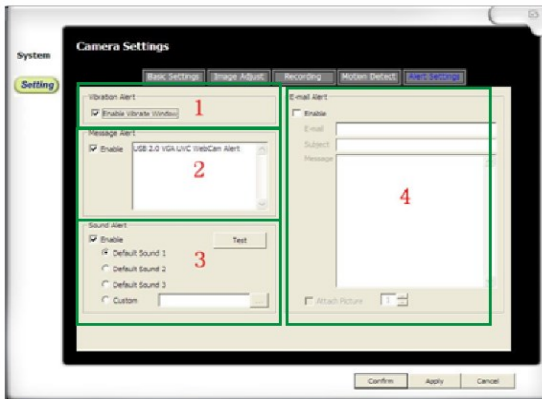 System
Setting
Camera Settings
Basic Settings Image Adjust Recording Motion Detect Alert Settings
Vibration Alert
Enable Vibrate Window
1
Message Alert
Enable
USB 2.0 VGA UVC WebCam Alert
2
Sound Alert
Enable
Test
Default Sound 1
Default Sound 2
Default Sound 3
Custom
...
3
E-mail Alert
Enable
E-mail
Subject
Message
4
Attach Picture
1
Confirm Apply Cancel